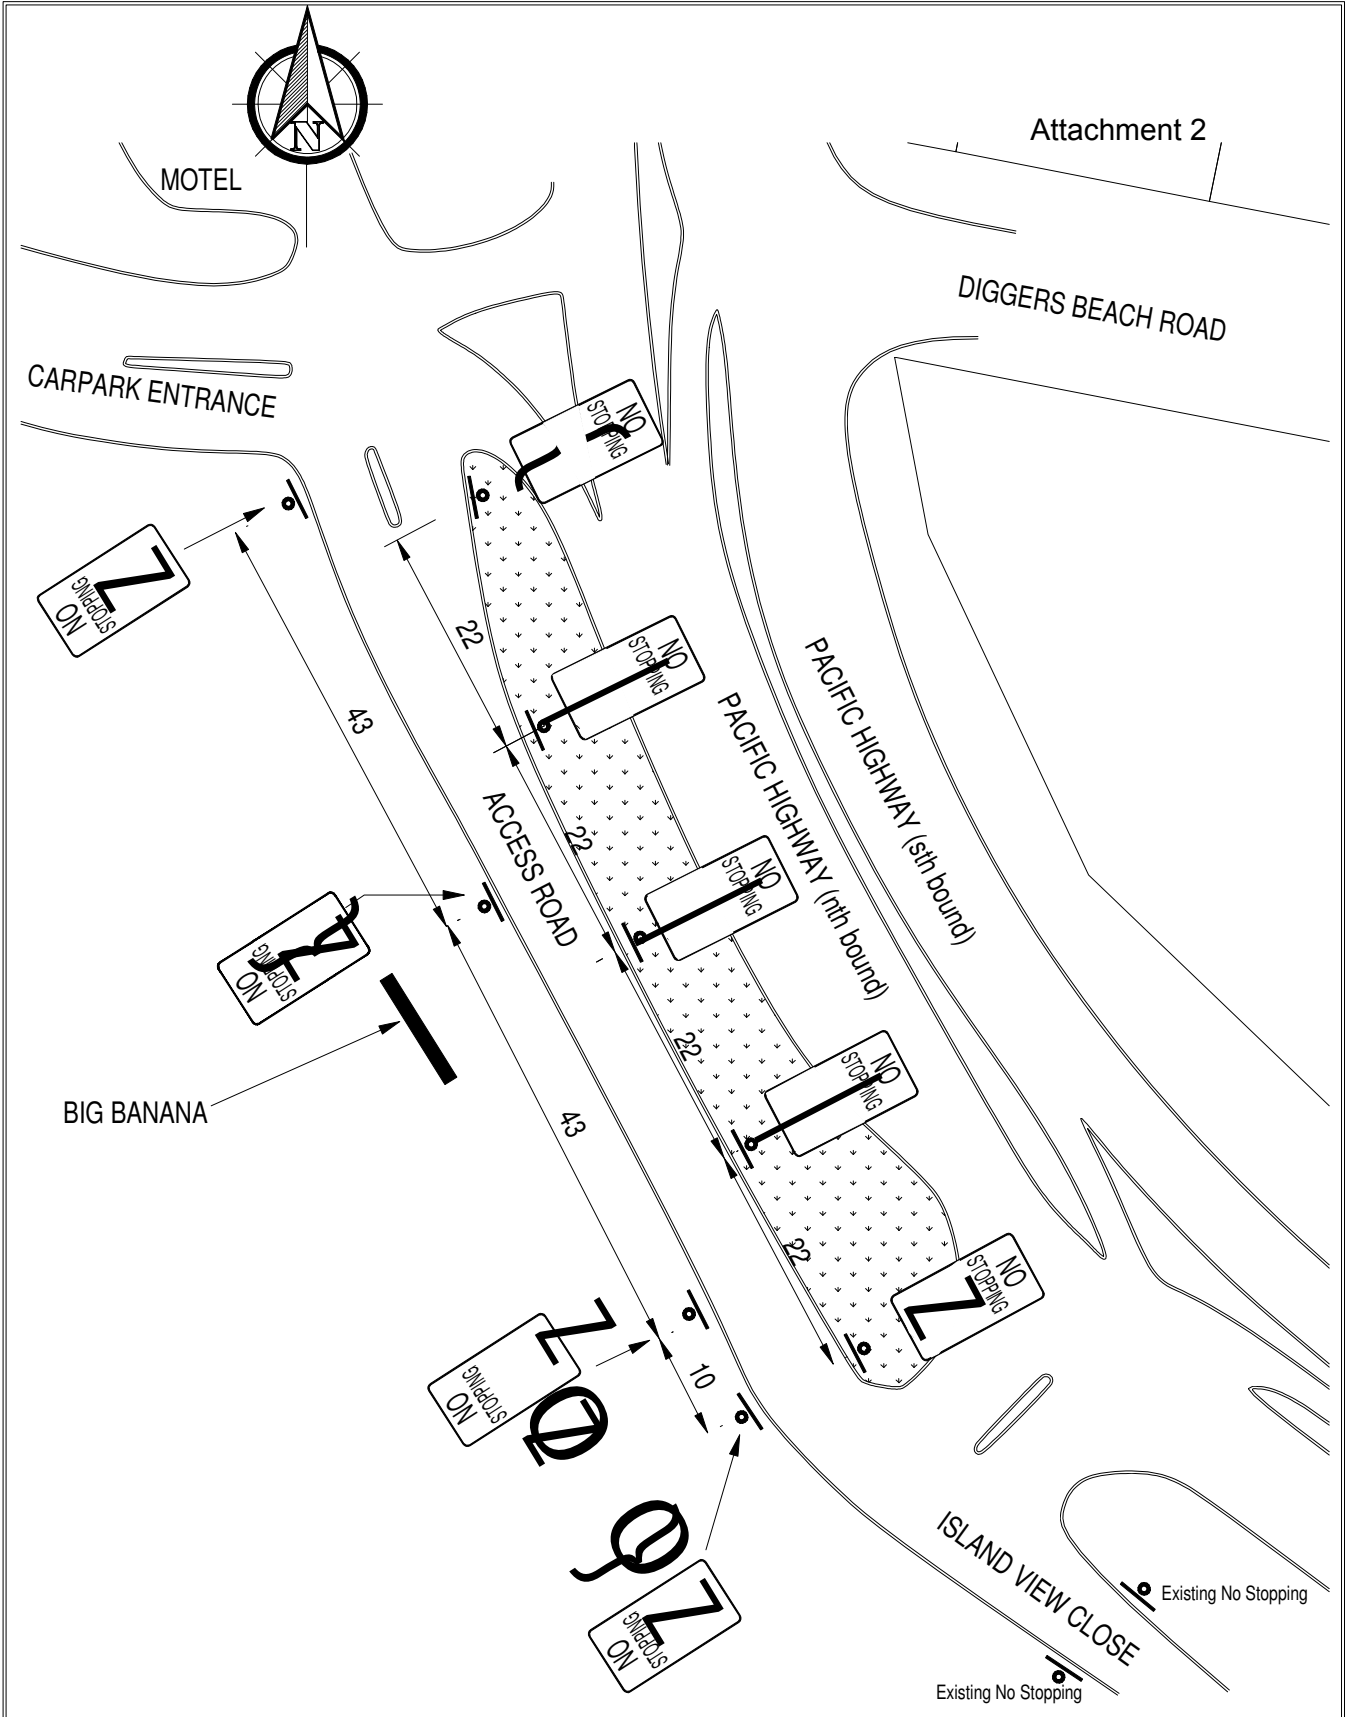 N
Attachment 2
MOTEL
DIGGERS BEACH ROAD
CARPARK ENTRANCE
NO
STOPPING
NO
STOPPING
22
NO
STOPPING
43
PACIFIC HIGHWAY (nth bound)
PACIFIC HIGHWAY (sth bound)
ACCESS ROAD
22
NO
STOPPING
NO
STOPPING
22
NO
STOPPING
BIG BANANA
43
22
NO
STOPPING
NO
STOPPING
10
NO
STOPPING
ISLAND VIEW CLOSE
Existing No Stopping
Existing No Stopping